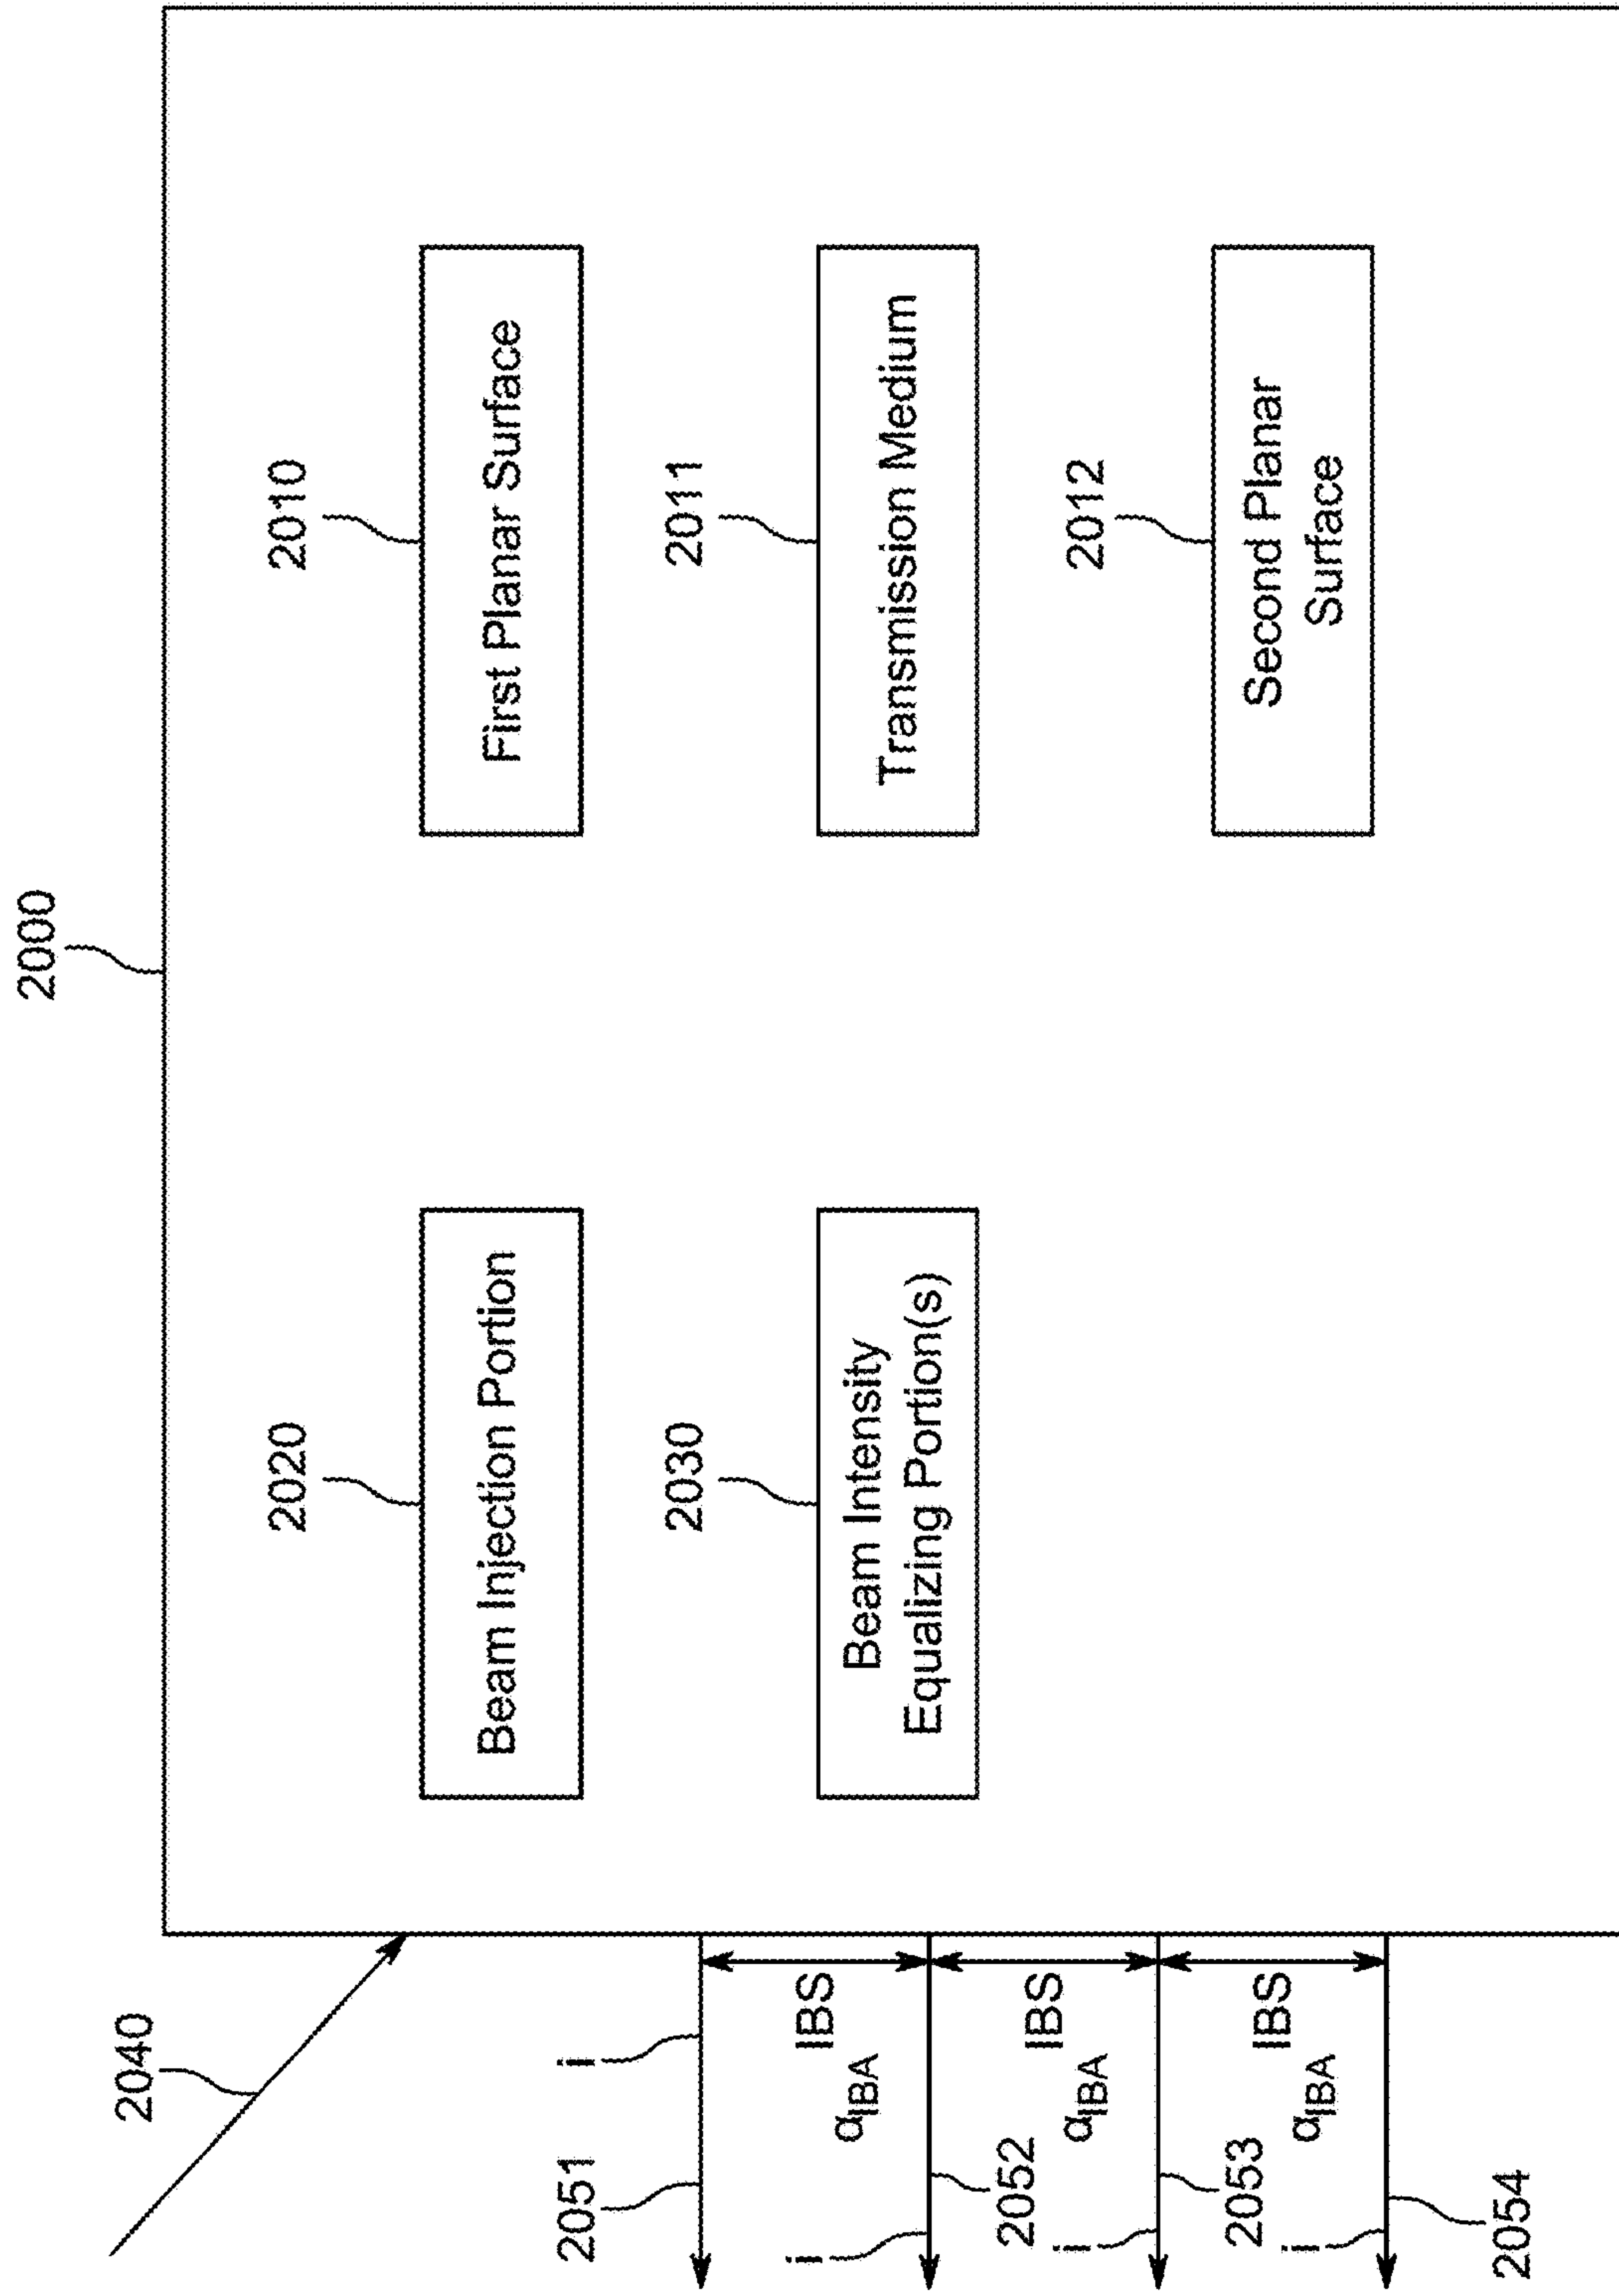 2000
2020
Beam Injection Portion
2010
First Planar Surface
2030
Beam Intensity
Equalizing Portion(s)
2011
Transmission Medium
2012
Second Planar
Surface
2040
2051
i
IBS
αIBA
i
2052
IBS
αIBA
i
2053
IBS
αIBA
i
2054